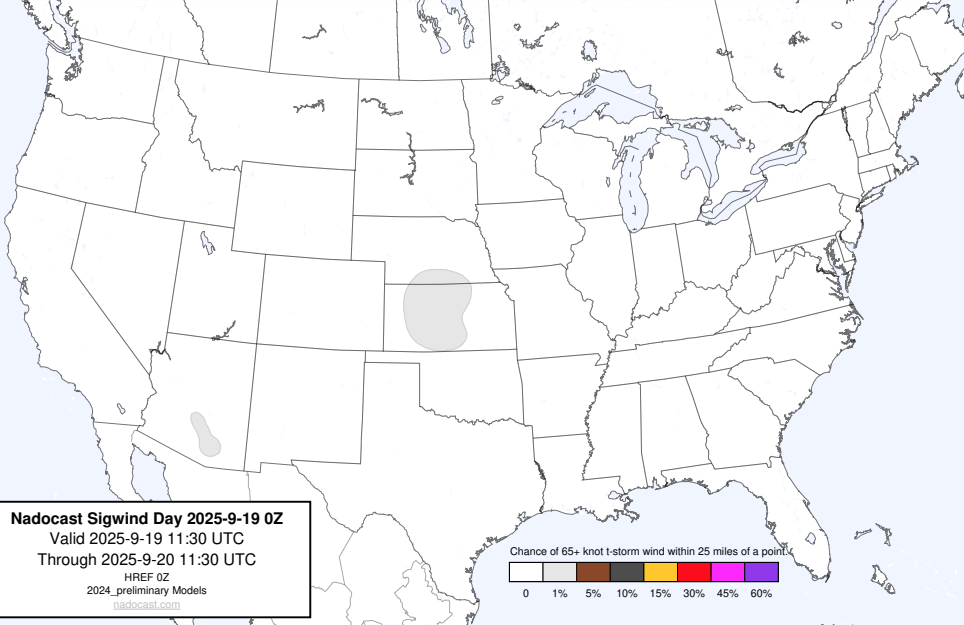 Nadocast Sigwind Day 2025-9-19 0Z
Valid 2025-9-19 11:30 UTC
Through 2025-9-20 11:30 UTC
HREF 0Z
2024_preliminary Models
nadocast.com
Chance of 65+ knot t-storm wind within 25 miles of a point.
0 1% 5% 10% 15% 30% 45% 60%